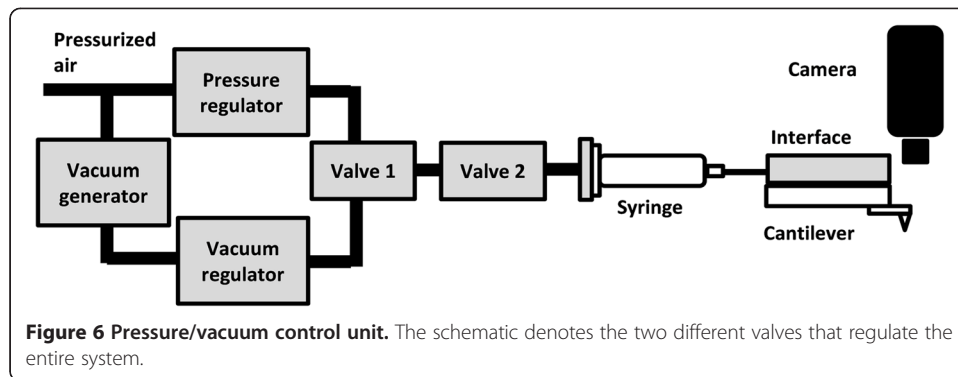 Pressurized
air
Pressure
regulator
Camera
Vacuum
generator
Valve 1
Valve 2
Interface
Syringe
Cantilever
Vacuum
regulator
Figure 6 Pressure/vacuum control unit. The schematic denotes the two different valves that regulate the
entire system.